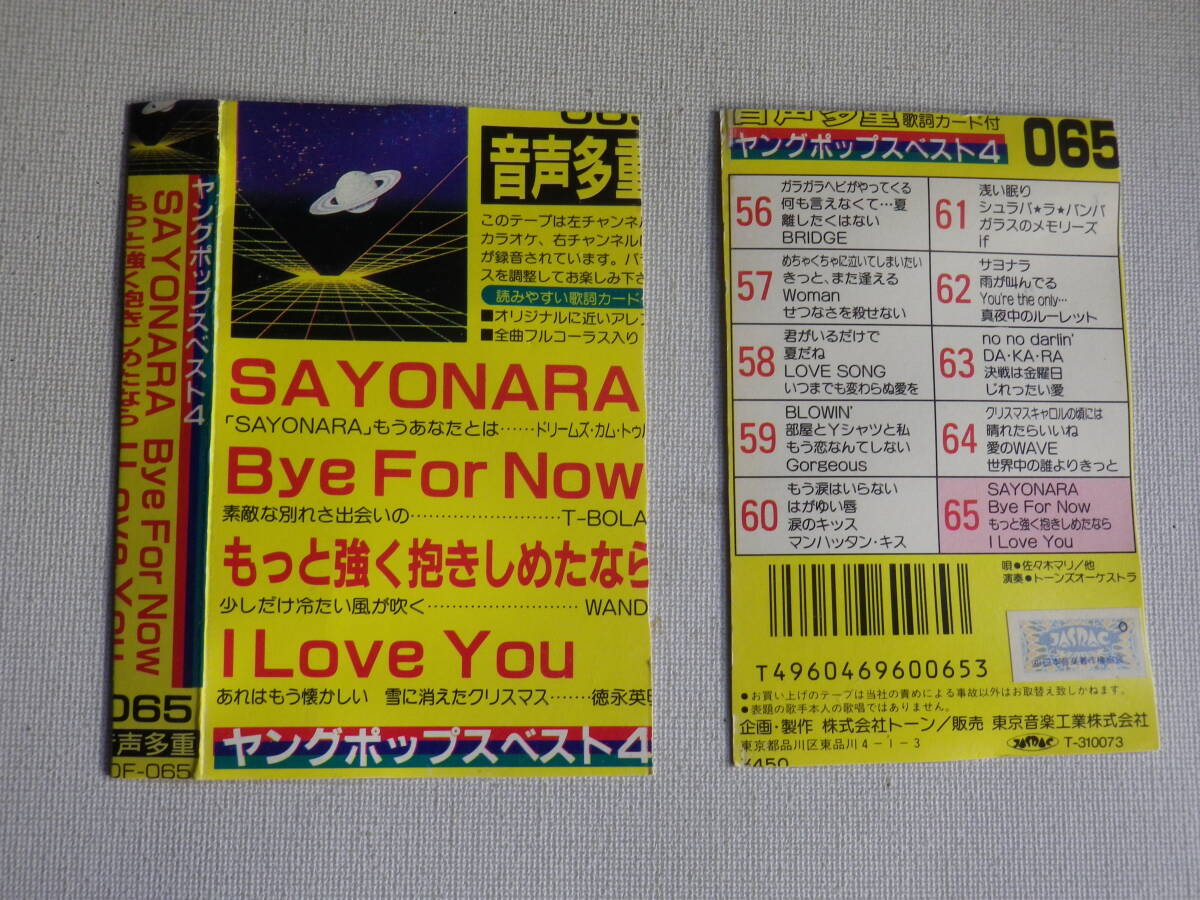 ヤングポップスベスト4
SAYONARA Bye For Now
もっと強く抱きしめたなら I Love You
065
音声多重
DF-065
065
音声多重
このテープは左チャンネル
カラオケ、右チャンネルに
が録音されています。バラ
スを調整してお楽しみ下さ
読みやすい歌詞カード付
■オリジナルに近いアレン
■全曲フルコーラス入り
SAYONARA
「SAYONARA」もうあなたとは……ドリームズ・カム・トゥル
Bye For Now
素敵な別れさ出会いの……………………T-BOLA
もっと強く抱きしめたなら
少しだけ冷たい風が吹く……………………WAND
I Love You
あれはもう懐かしい 雪に消えたクリスマス……徳永英明
ヤングポップスベスト4
音声多重 歌詞カード付
ヤングポップスベスト4 065
56
ガラガラヘビがやってくる
何も言えなくて…夏
離したくはない
BRIDGE
57
めちゃくちゃに泣いてしまいたい
きっと、また逢える
Woman
せつなさを殺せない
58
君がいるだけで
夏だね
LOVE SONG
いつまでも変わらぬ愛を
59
BLOWIN'
部屋とYシャツと私
もう恋なんてしない
Gorgeous
60
もう涙はいらない
はがゆい唇
涙のキッス
マンハッタン・キス
61
浅い眠り
シュラバ★ラ★バンバ
ガラスのメモリーズ
if
62
サヨナラ
雨が叫んでる
You're the only…
真夜中のルーレット
63
no no darlin'
DA・KA・RA
決戦は金曜日
じれったい愛
64
クリスマスキャロルの頃には
晴れたらいいね
愛のWAVE
世界中の誰よりきっと
65
SAYONARA
Bye For Now
もっと強く抱きしめたなら
I Love You
唄●佐々木マリ/他
演奏●トーンズオーケストラ
JASRAC
T4960469600653
●お買い上げのテープは当社の責めによる事故以外はお取替え致しかねます。
●表題の歌手本人の歌唱ではありません。
企画・製作 株式会社トーン/販売 東京音楽工業株式会社
東京都品川区東品川4-1-3
JASRAC T-310073
¥450